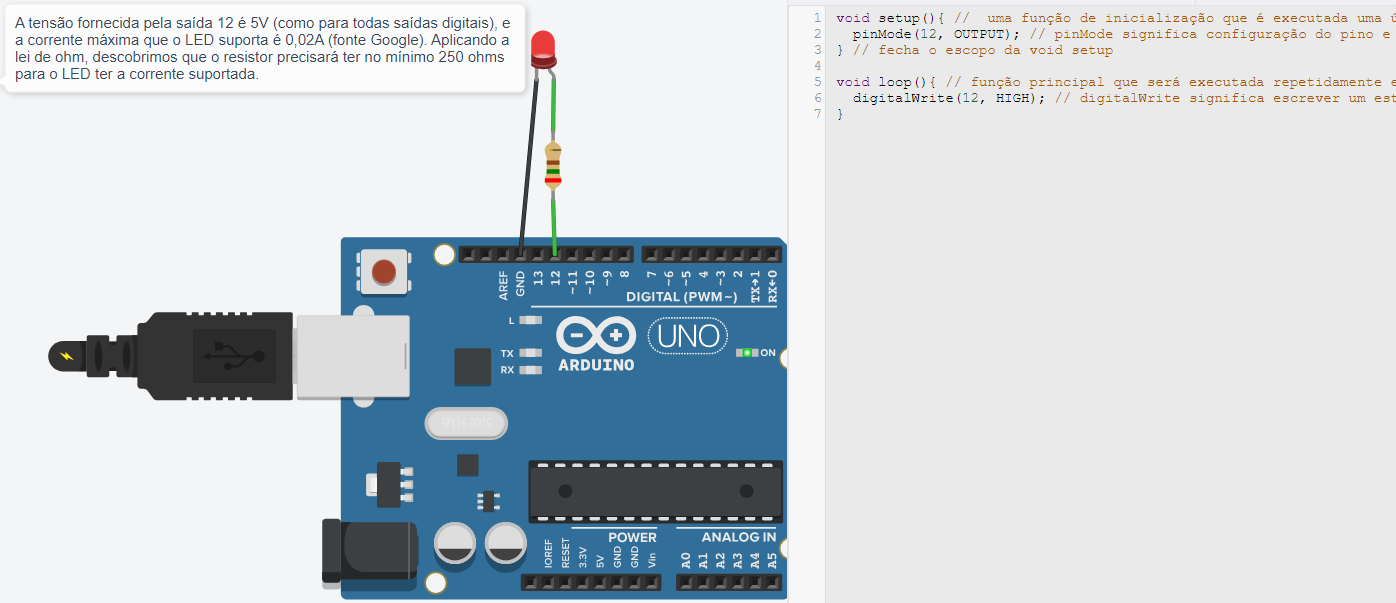 A tensão fornecida pela saída 12 é 5V (como para todas saídas digitais), e
a corrente máxima que o LED suporta é 0,02A (fonte Google). Aplicando a
lei de ohm, descobrimos que o resistor precisará ter no mínimo 250 ohms
para o LED ter a corrente suportada.
1 void setup(){ //  uma função de inicialização que é executada uma ú
2   pinMode(12, OUTPUT); // pinMode significa configuração do pino e
3 } // fecha o escopo da void setup
4
5 void loop(){ // função principal que será executada repetidamente e
6   digitalWrite(12, HIGH); // digitalWrite significa escrever um est
7 }
AREF
GND
13
12
~11
~10
~9
8
7
~6
~5
4
~3
2
TX→1
RX←0
DIGITAL (PWM~)
L
TX
RX
ARDUINO
UNO
ON
SPK16.000G
POWER
ANALOG IN
IOREF
RESET
3.3V
5V
GND
GND
Vin
A0
A1
A2
A3
A4
A5